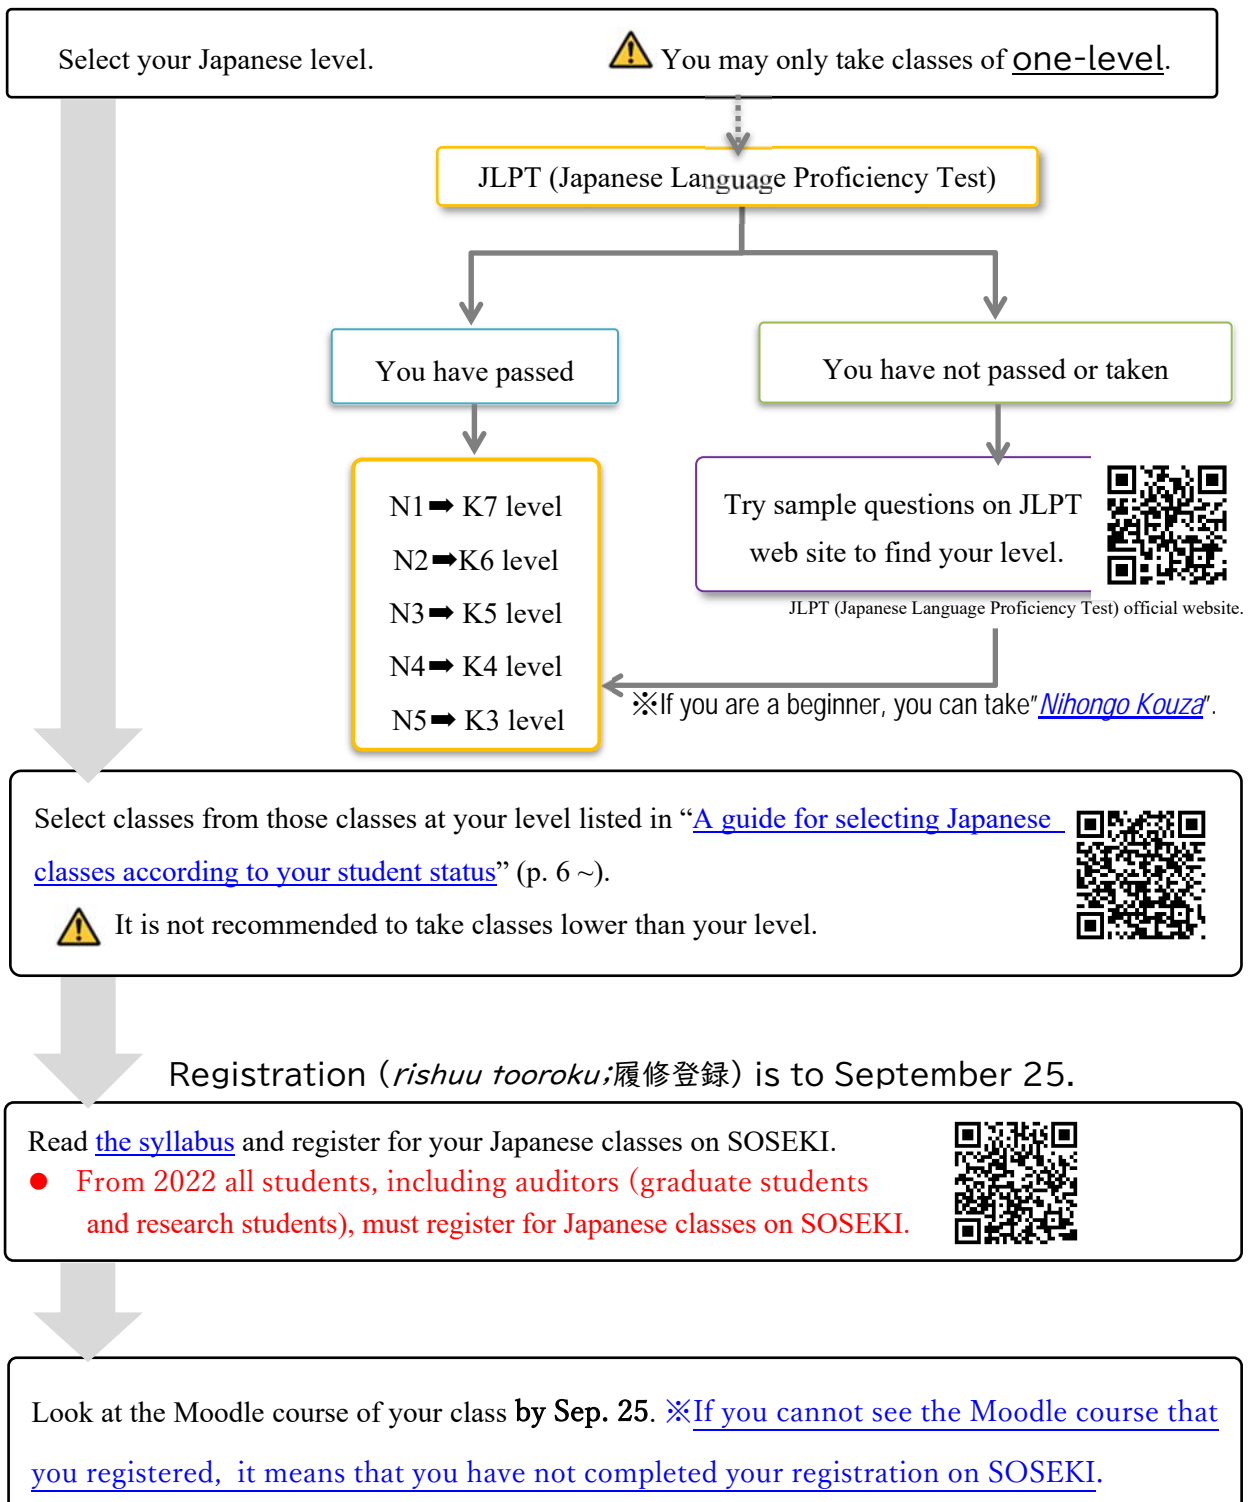 Select your Japanese level.
You may only take classes of one-level.
JLPT (Japanese Language Proficiency Test)
You have passed
You have not passed or taken
N1➡ K7 level
N2➡K6 level
N3➡ K5 level
N4➡ K4 level
N5➡ K3 level
Try sample questions on JLPT
web site to find your level.
JLPT (Japanese Language Proficiency Test) official website.
※If you are a beginner, you can take"Nihongo Kouza".
Select classes from those classes at your level listed in “A guide for selecting Japanese
classes according to your student status” (p. 6 ~).
It is not recommended to take classes lower than your level.
Registration (rishuu tooroku;履修登録) is to September 25.
Read the syllabus and register for your Japanese classes on SOSEKI.
● From 2022 all students, including auditors (graduate students
and research students), must register for Japanese classes on SOSEKI.
Look at the Moodle course of your class by Sep. 25. ※If you cannot see the Moodle course that
you registered, it means that you have not completed your registration on SOSEKI.